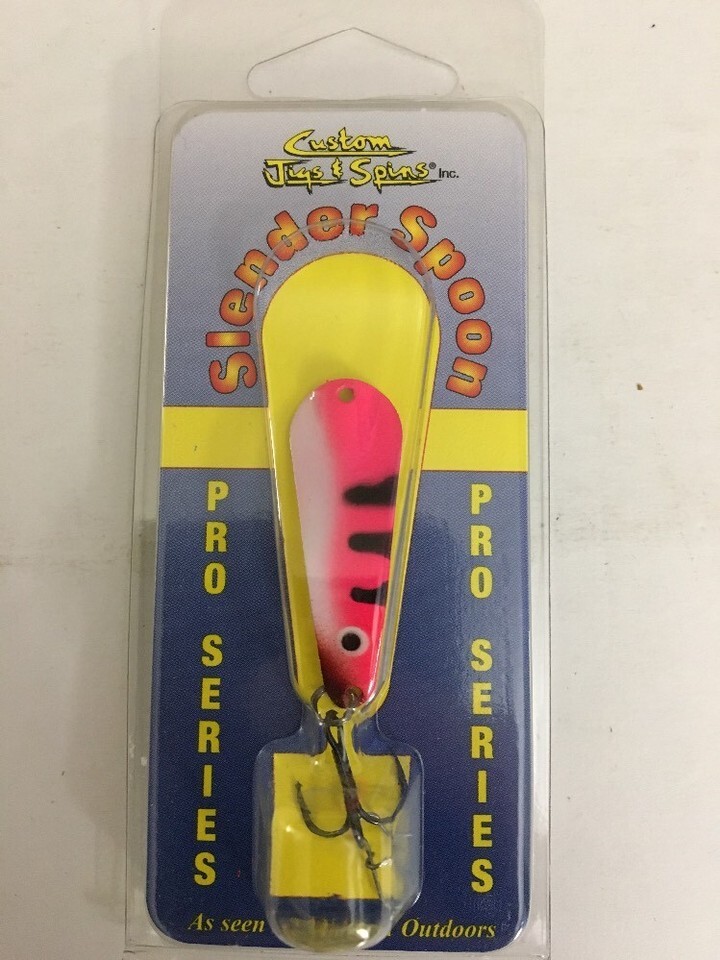 Custom
Jigs & Spins® Inc.
Slender Spoon
PRO SERIES
PRO SERIES
As seen Outdoors